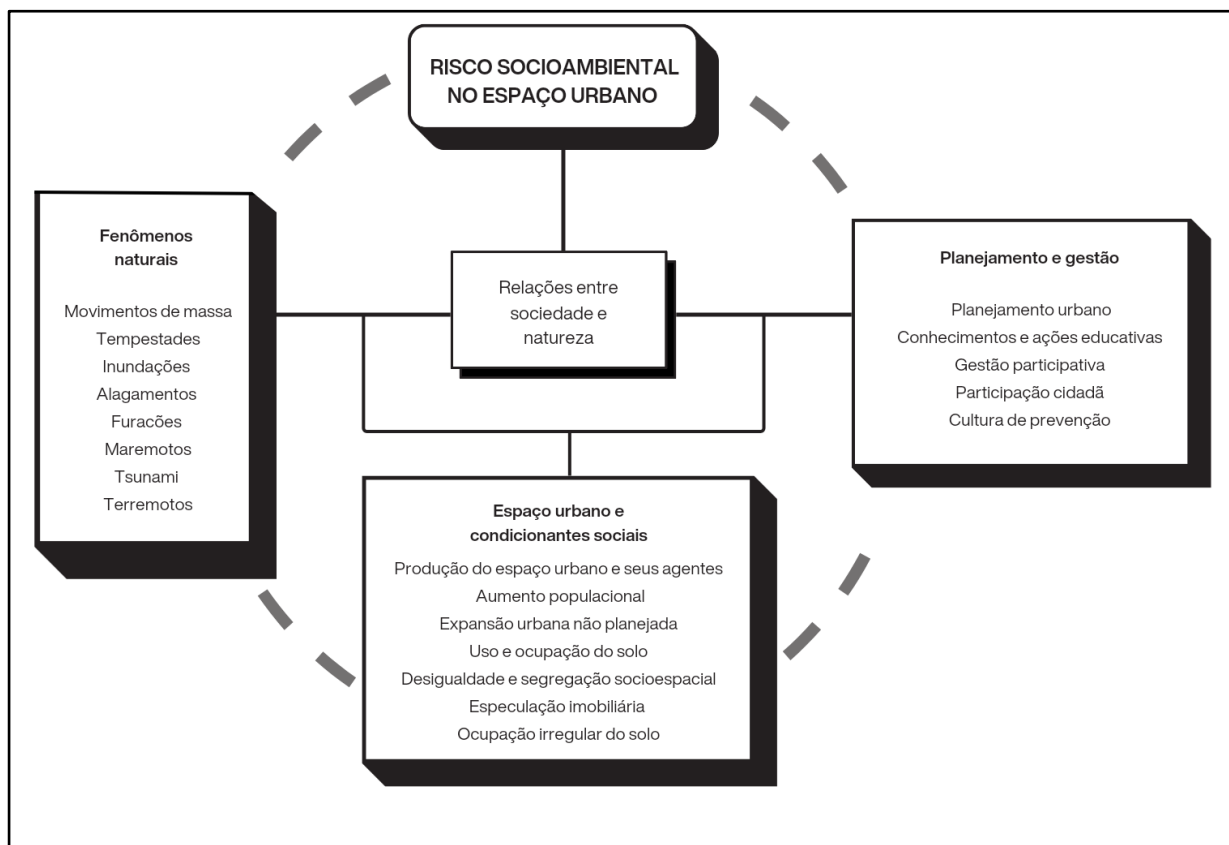 RISCO SOCIOAMBIENTAL
NO ESPAÇO URBANO
Fenômenos
naturais
Movimentos de massa
Tempestades
Inundações
Alagamentos
Furacões
Maremotos
Tsunami
Terremotos
Relações entre
sociedade e
natureza
Planejamento e gestão
Planejamento urbano
Conhecimentos e ações educativas
Gestão participativa
Participação cidadã
Cultura de prevenção
Espaço urbano e
condicionantes sociais
Produção do espaço urbano e seus agentes
Aumento populacional
Expansão urbana não planejada
Uso e ocupação do solo
Desigualdade e segregação socioespacial
Especulação imobiliária
Ocupação irregular do solo